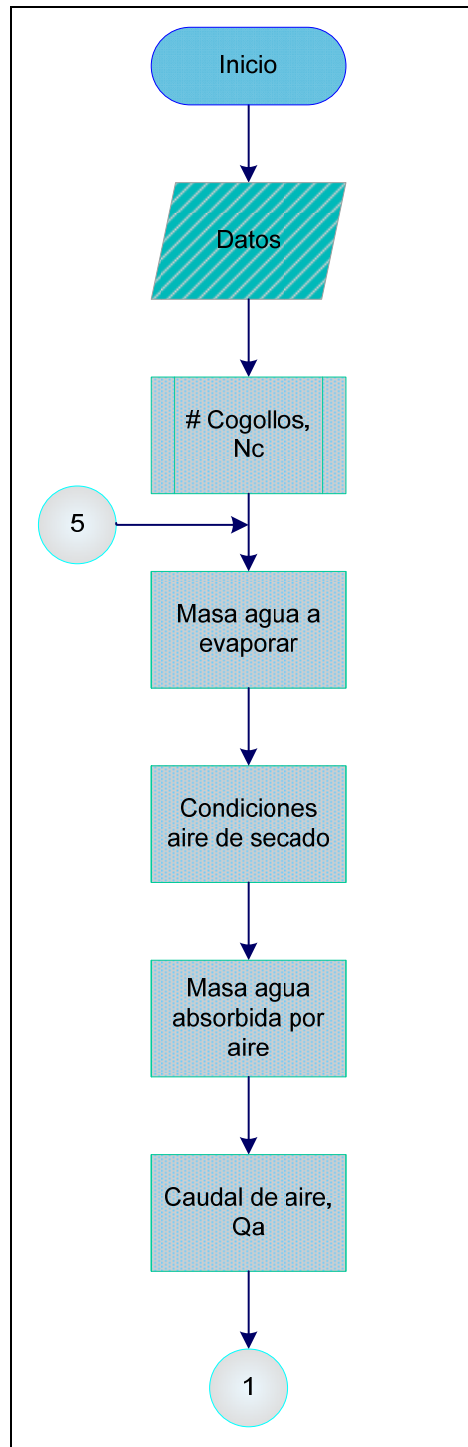 Inicio
Datos
# Cogollos,
Nc
5
Masa agua a
evaporar
Condiciones
aire de secado
Masa agua
absorbida por
aire
Caudal de aire,
Qa
1